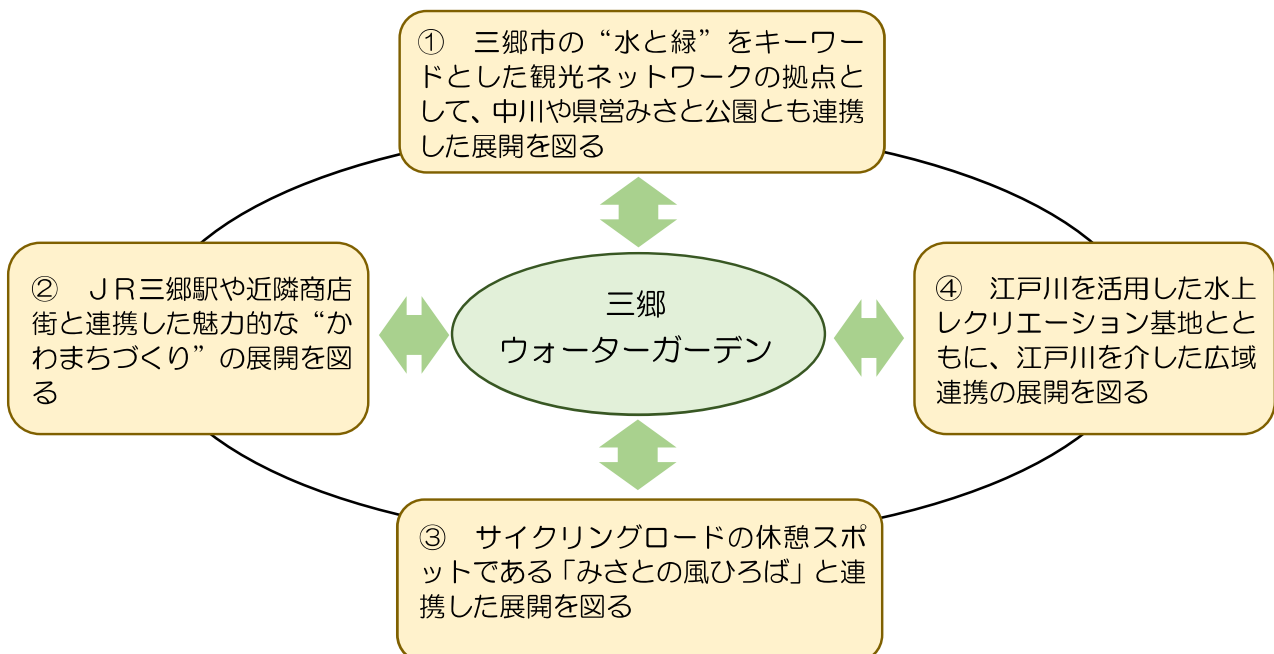 ① 三郷市の“水と緑”をキーワー
ドとした観光ネットワークの拠点と
して、中川や県営みさと公園とも連携
した展開を図る
② ＪＲ三郷駅や近隣商店
街と連携した魅力的な“か
わまちづくり”の展開を図
る
三郷
ウォーターガーデン
④ 江戸川を活用した水上
レクリエーション基地とと
もに、江戸川を介した広域
連携の展開を図る
③ サイクリングロードの休憩スポ
ットである「みさとの風ひろば」と連
携した展開を図る